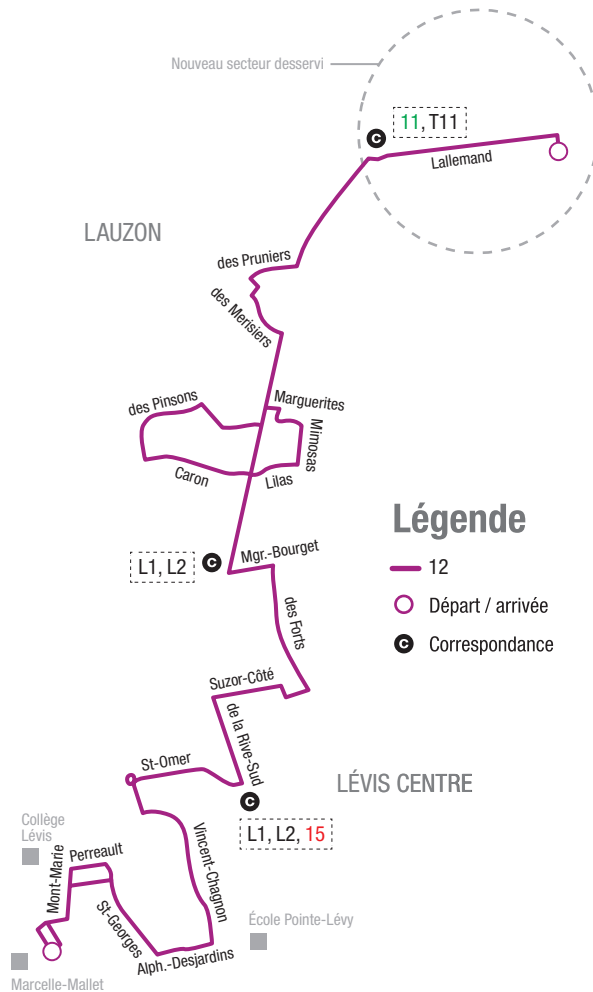 Nouveau secteur desservi
11, T11
Lallemand
LAUZON
des Pruniers
des Merisiers
des Pinsons
Marguerites
Mimosas
Caron
Lilas
Légende
L1, L2
Mgr.-Bourget
12
Départ / arrivée
des Forts
Correspondance
Suzor-Côté
de la Rive-Sud
St-Omer
LÉVIS CENTRE
L1, L2, 15
Collège
Lévis
Vincent-Chagnon
Perreault
Mont-Marie
St-Georges
École Pointe-Lévy
Alph.-Desjardins
Marcelle-Mallet
C
C
C
C